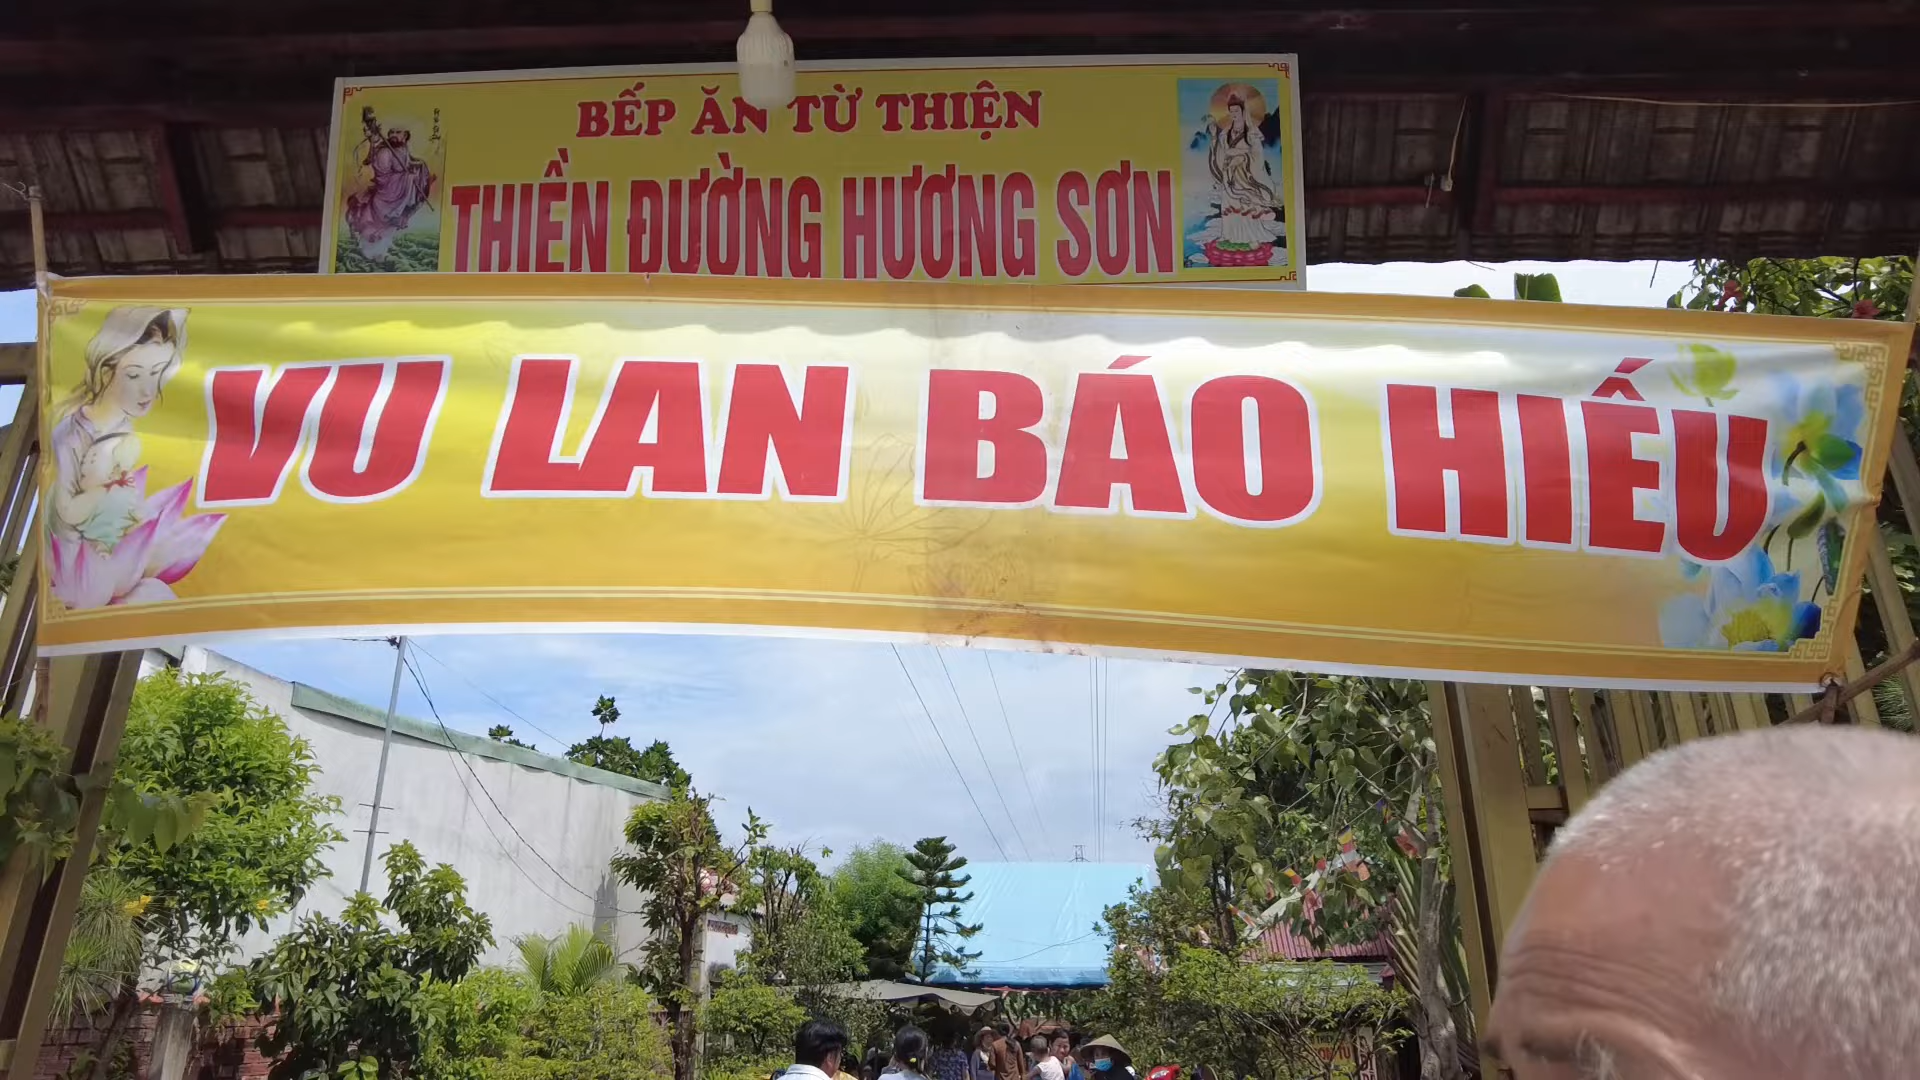 BẾP ĂN TỪ THIỆN
THIỀN ĐƯỜNG HƯƠNG SƠN
VU LAN BÁO HIẾU